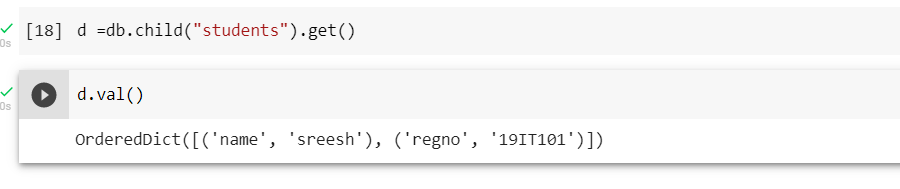 [18] d =db.child("students").get()
0s
d.val()
0s
OrderedDict([('name', 'sreesh'), ('regno', '19IT101')])